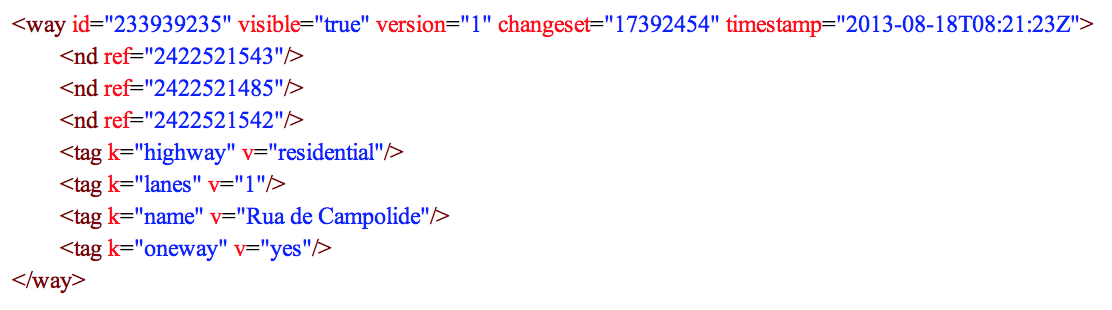 <way id="233939235" visible="true" version="1" changeset="17392454" timestamp="2013-08-18T08:21:23Z">
<nd ref="2422521543"/>
<nd ref="2422521485"/>
<nd ref="2422521542"/>
<tag k="highway" v="residential"/>
<tag k="lanes" v="1"/>
<tag k="name" v="Rua de Campolide"/>
<tag k="oneway" v="yes"/>
</way>